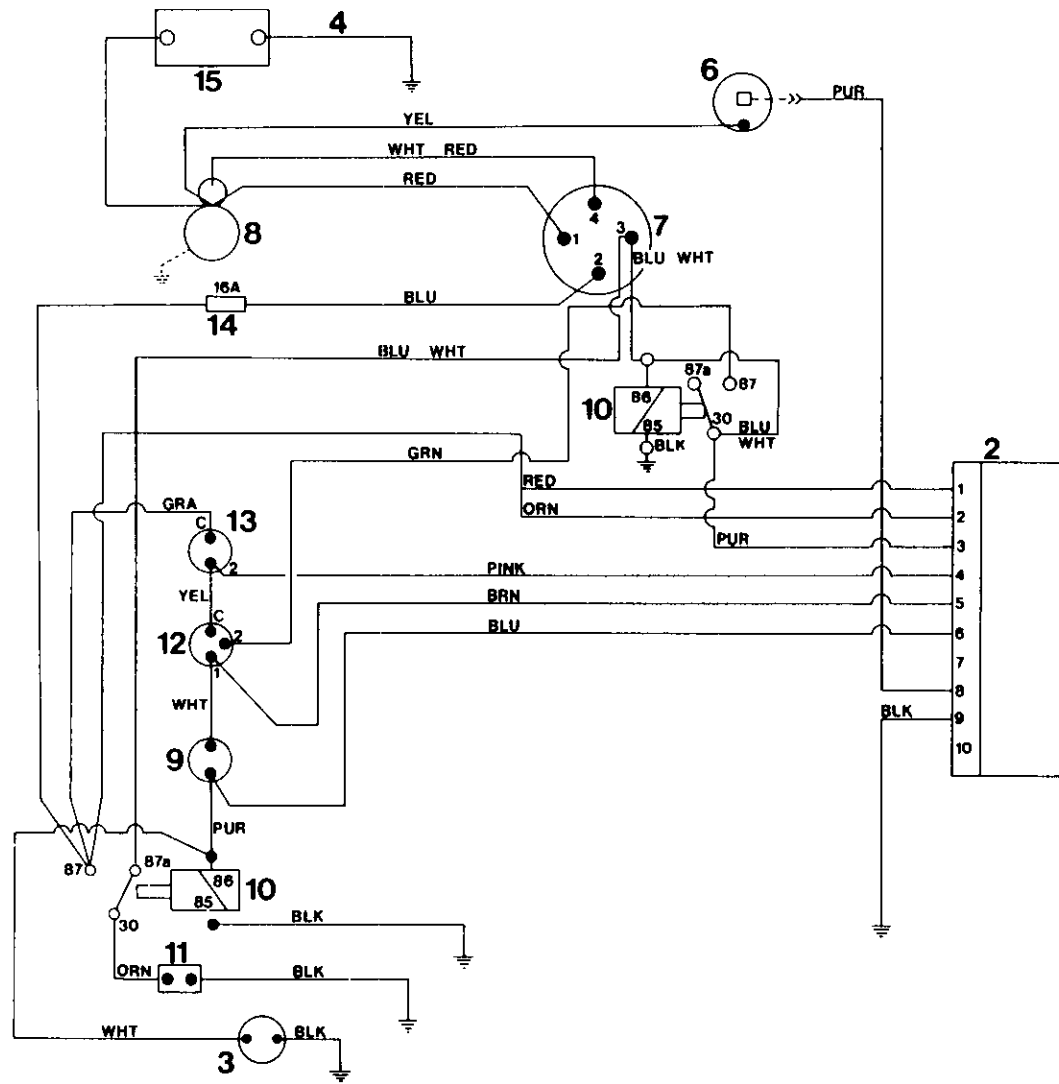 4
15
6
PUR
YEL
WHT RED
RED
8
4
1
3
2
7
BLU WHT
16A
14
BLU
BLU WHT
87a
87
86
85
10
30
BLK
BLU
WHT
GRN
2
RED
1
ORN
2
PUR
3
GRA
C
13
2
PINK
4
YEL
BRN
5
C
12
2
1
BLU
6
7
8
WHT
BLK
9
10
9
PUR
87
87a
86
85
10
30
BLK
11
ORN
BLK
WHT
3
BLK